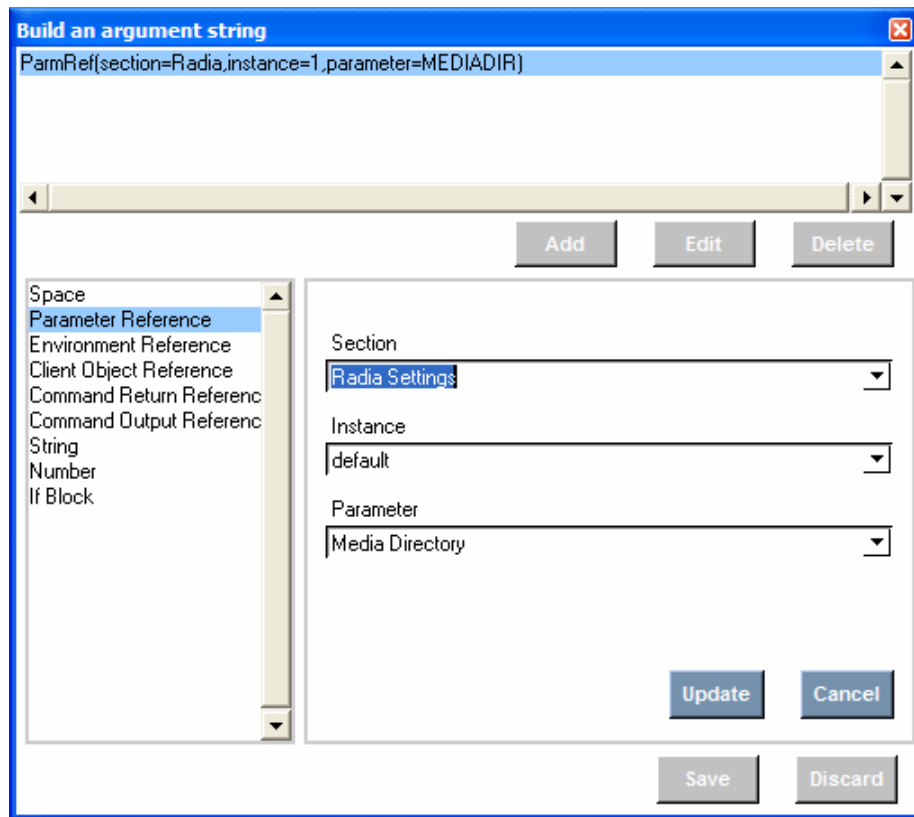 Build an argument string
ParmRef(section=Radia,instance=1,parameter=MEDIADIR)
Add Edit Delete
Space
Parameter Reference
Environment Reference
Client Object Reference
Command Return Referenc
Command Output Referenc
String
Number
If Block
Section
Radia Settings
Instance
default
Parameter
Media Directory
Update Cancel
Save Discard